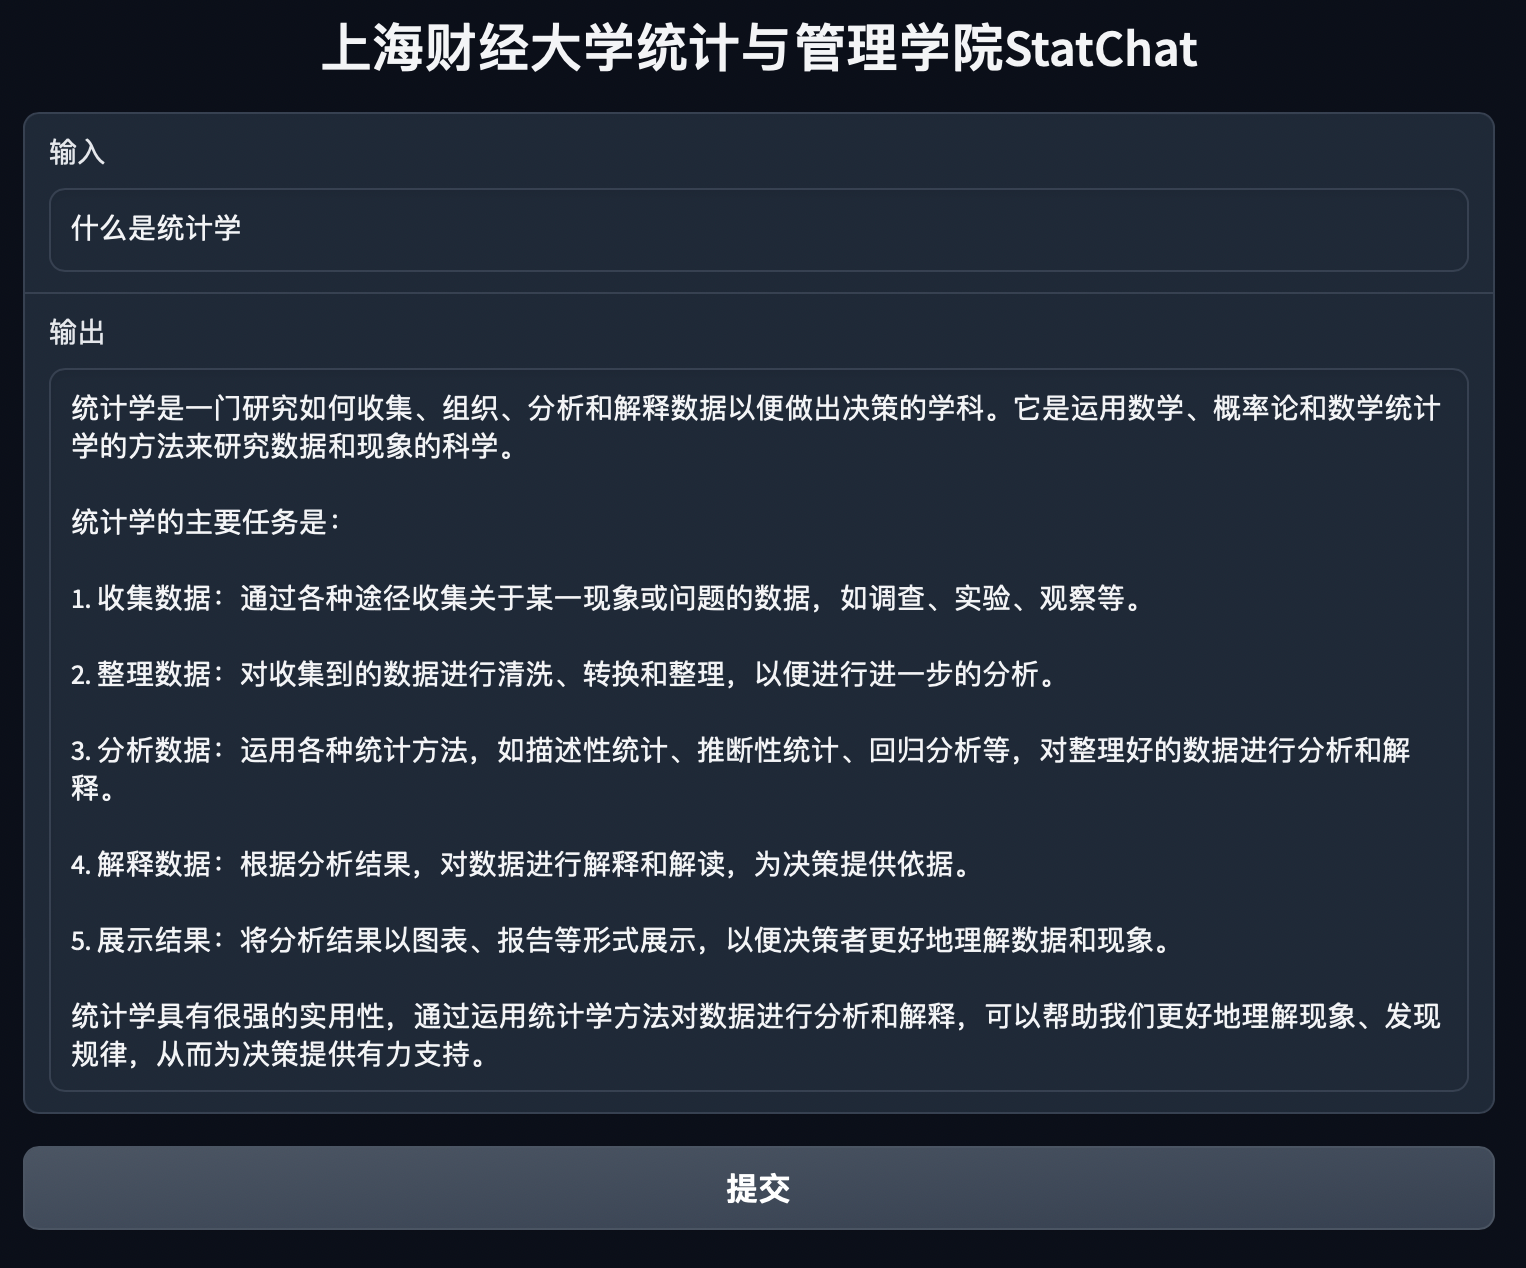 上海财经大学统计与管理学院StatChat
输入
什么是统计学
输出
统计学是一门研究如何收集、组织、分析和解释数据以便做出决策的学科。它是运用数学、概率论和数学统计
学的方法来研究数据和现象的科学。
统计学的主要任务是：
1. 收集数据：通过各种途径收集关于某一现象或问题的数据，如调查、实验、观察等。
2. 整理数据：对收集到的数据进行清洗、转换和整理，以便进行进一步的分析。
3. 分析数据：运用各种统计方法，如描述性统计、推断性统计、回归分析等，对整理好的数据进行分析和解
释。
4. 解释数据：根据分析结果，对数据进行解释和解读，为决策提供依据。
5. 展示结果：将分析结果以图表、报告等形式展示，以便决策者更好地理解数据和现象。
统计学具有很强的实用性，通过运用统计学方法对数据进行分析和解释，可以帮助我们更好地理解现象、发现
规律，从而为决策提供有力支持。
提交